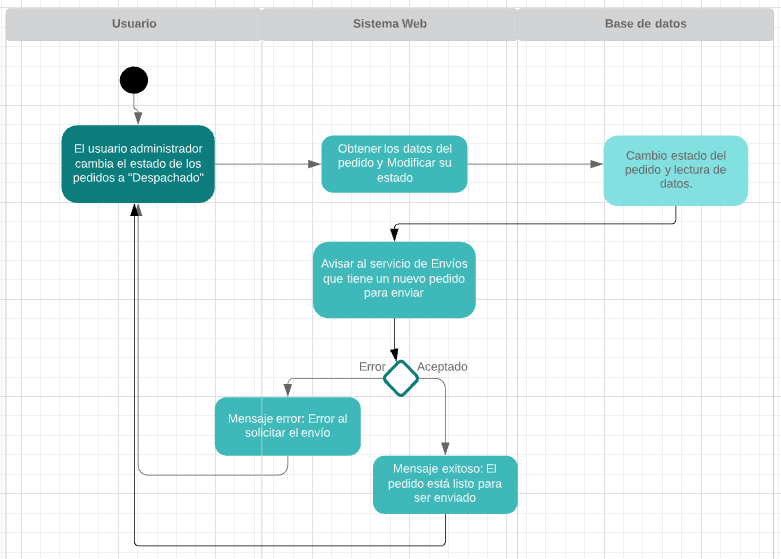 Usuario
Sistema Web
Base de datos
El usuario administrador
cambia el estado de los
pedidos a "Despachado"
Obtener los datos del
pedido y Modificar su
estado
Cambio estado del
pedido y lectura de
datos.
Avisar al servicio de Envíos
que tiene un nuevo pedido
para enviar
Error
Aceptado
Mensaje error: Error al
solicitar el envío
Mensaje exitoso: El
pedido está listo para
ser enviado